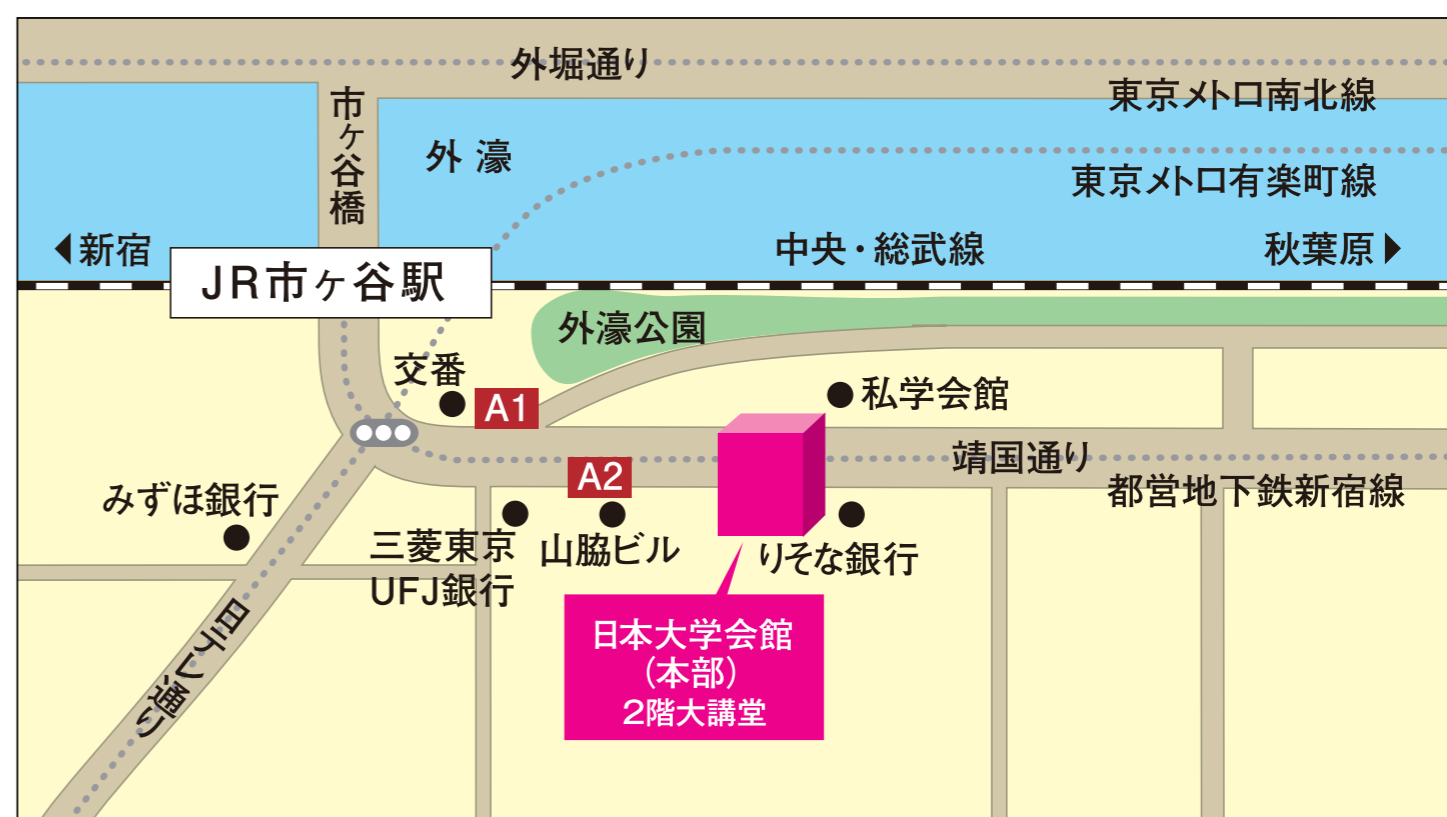 外堀通り
東京メトロ南北線
市ヶ谷橋
外 濠
東京メトロ有楽町線
新宿
中央・総武線
秋葉原
JR市ヶ谷駅
外濠公園
交番
A1
私学会館
靖国通り
A2
みずほ銀行
都営地下鉄新宿線
三菱東京
UFJ銀行
山脇ビル
りそな銀行
日テレ通り
日本大学会館
(本部)
2階大講堂